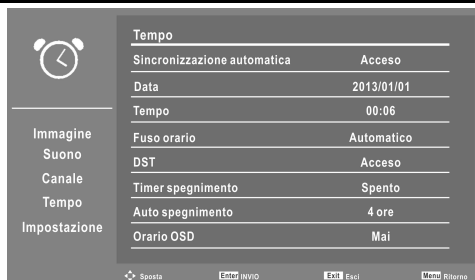 Tempo
Sincronizzazione automatica Acceso
Data 2013/01/01
Tempo 00:06
Fuso orario Automatico
DST Acceso
Timer spegnimento Spento
Auto spegnimento 4 ore
Orario OSD Mai
Immagine
Suono
Canale
Tempo
Impostazione
Sposta Enter INVIO Exit Esci Menu Ritorno